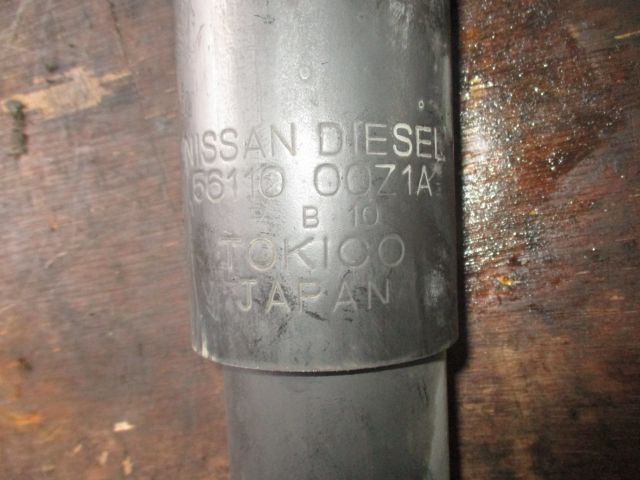 NISSAN DIESEL
56110 00Z1A
B 10
TOKICO
JAPAN